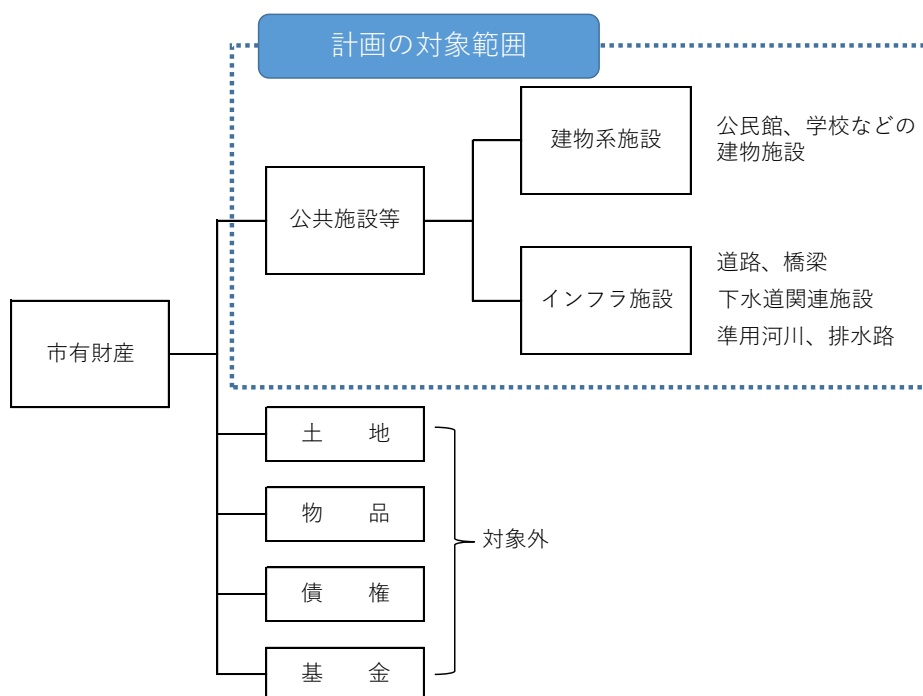 計画の対象範囲
建物系施設
公民館、学校などの
建物施設
公共施設等
インフラ施設
道路、橋梁
下水道関連施設
準用河川、排水路
市有財産
土　　地
物　　品
対象外
債　　権
基　　金